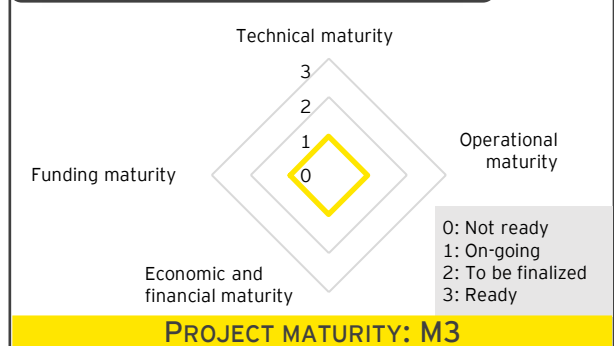 Technical maturity
3
2
1
0
Operational
maturity
Funding maturity
Economic and
financial maturity
0: Not ready
1: On-going
2: To be finalized
3: Ready
PROJECT MATURITY: M3